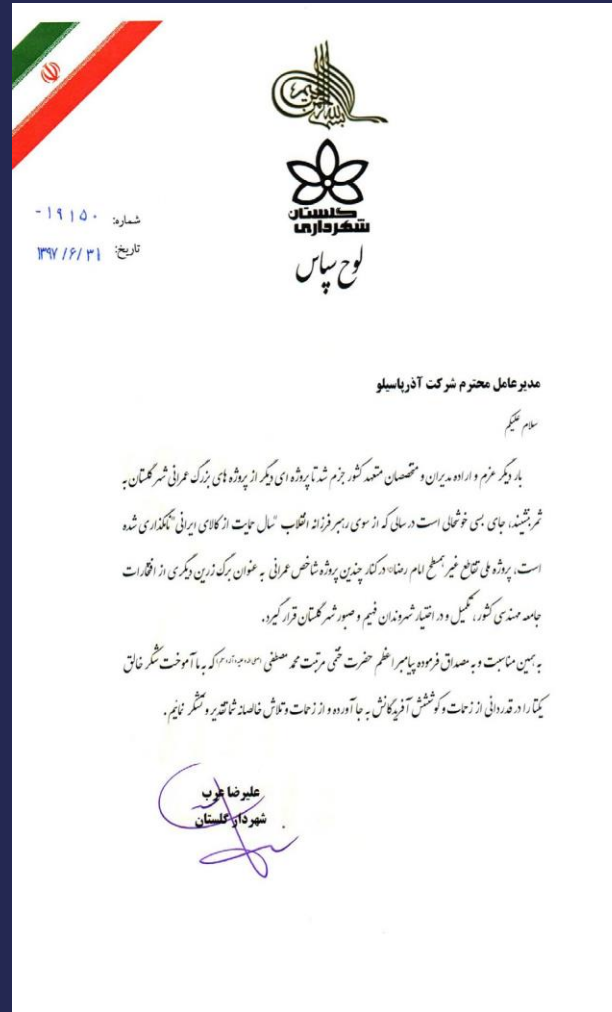 گلستان
شهرداری
لوح سپاس
شماره: ۱۹۱۵۰-
تاریخ: ۱۳۹۷/۶/۳۱
مدیرعامل محترم شرکت آذرپاسیلو
سلام علیکم
بار دیگر عزم و اراده مدیران و متخصصان متعهد کشور جزم شد تا پروژه ای دیگر از پروژه های بزرگ عمرانی شهر گلستان به
ثمر بنشیند، جای بسی خوشحالی است در سالی که از سوی رهبر فرزانه انقلاب "سال حمایت از کالای ایرانی" نامگذاری شده
است، پروژه ملی تقاطع غیر همسطح امام رضا در کنار چندین پروژه شاخص عمرانی به عنوان برگ زرین دیگری از افتخارات
جامعه مهندسی کشور، تکمیل و در اختیار شهروندان فهیم و صبور شهر گلستان قرار گیرد.
به همین مناسبت و به مصداق فرموده پیامبر اعظم حضرت ختمی مرتبت محمد مصطفی که به ما آموخت شکر خالق
یکتا را در قدردانی از زحمات و کوشش آفریدگانش به جا آورده و از زحمات و تلاش خالصانه شما تقدیر و تشکر نمایم.
علیرضا عرب
شهردار گلستان